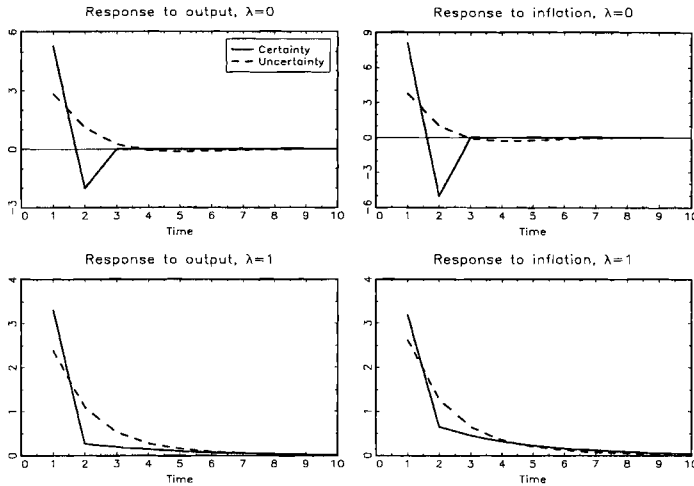 Response to output, λ=0
6
3
0
-3
Certainty
Uncertainty
1 2 3 4 5 6 7 8 9 10
Time
Response to inflation, λ=0
9
6
3
0
-3
-6
1 2 3 4 5 6 7 8 9 10
Time
Response to output, λ=1
4
3
2
1
0
0 1 2 3 4 5 6 7 8 9 10
Time
Response to inflation, λ=1
4
3
2
1
0
0 1 2 3 4 5 6 7 8 9 10
Time